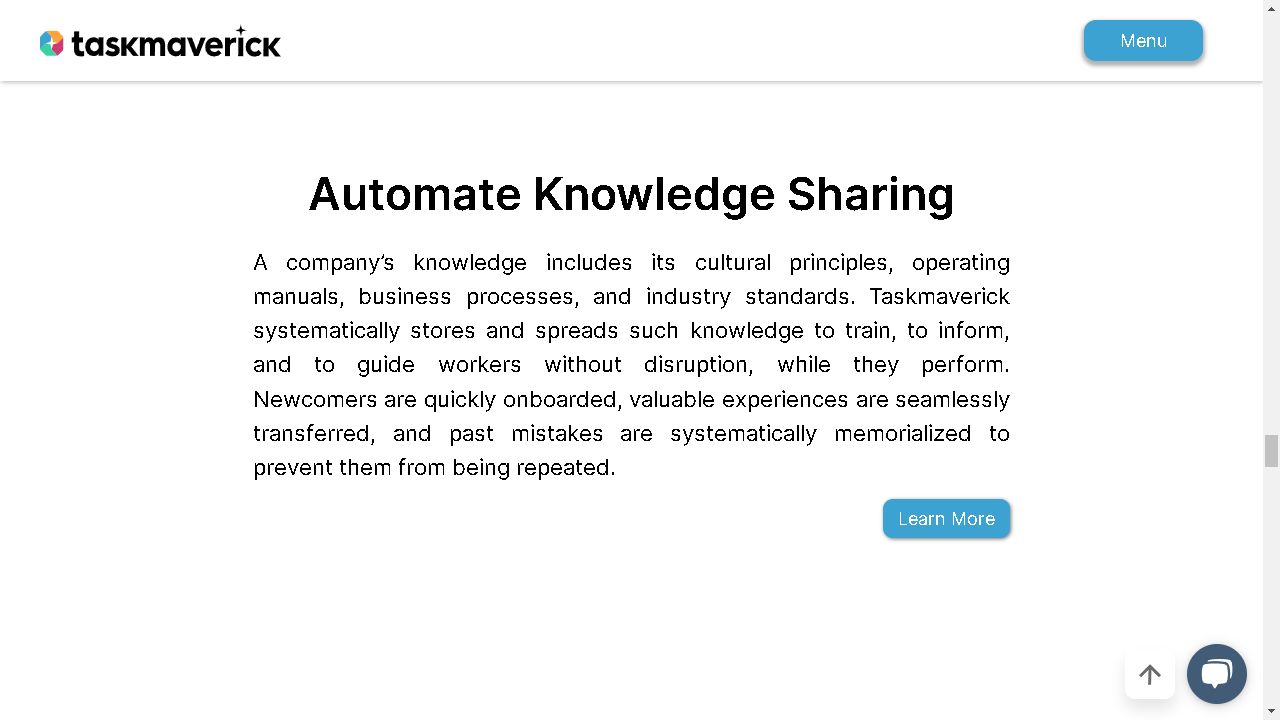 taskmaverick
Menu
Automate Knowledge Sharing
A company’s knowledge includes its cultural principles, operating
manuals, business processes, and industry standards. Taskmaverick
systematically stores and spreads such knowledge to train, to inform,
and to guide workers without disruption, while they perform.
Newcomers are quickly onboarded, valuable experiences are seamlessly
transferred, and past mistakes are systematically memorialized to
prevent them from being repeated.
Learn More